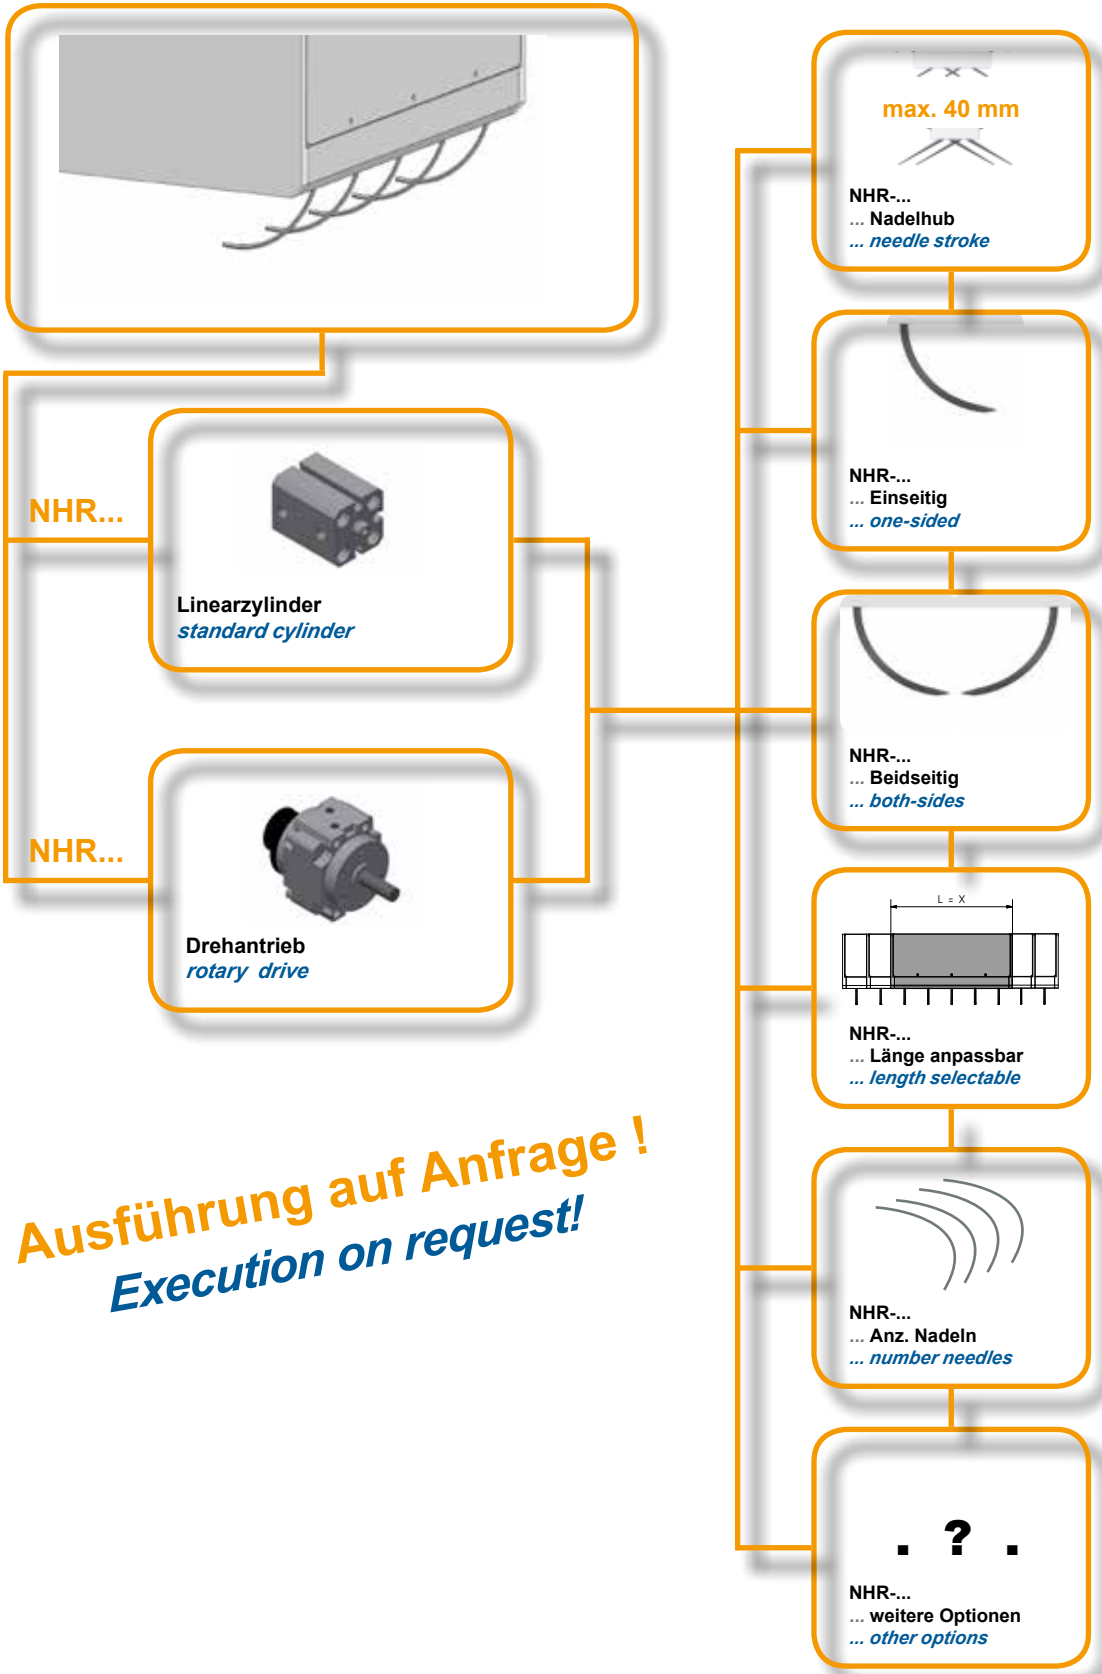 NHR...
Linearzylinder
standard cylinder
NHR...
Drehantrieb
rotary drive
Ausführung auf Anfrage !
Execution on request!
max. 40 mm
NHR-...
... Nadelhub
... needle stroke
NHR-...
... Einseitig
... one-sided
NHR-...
... Beidseitig
... both-sides
L = X
NHR-...
... Länge anpassbar
... length selectable
NHR-...
... Anz. Nadeln
... number needles
. ? .
NHR-...
... weitere Optionen
... other options